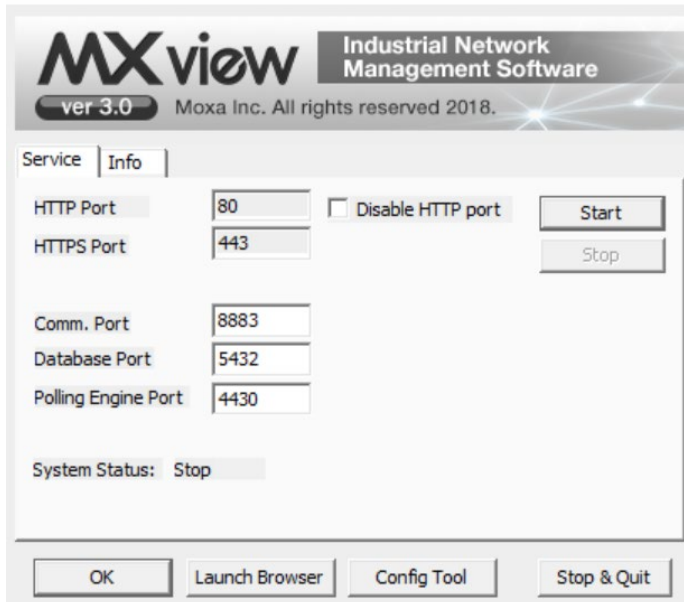 MXview
Industrial Network
Management Software
ver 3.0
Moxa Inc. All rights reserved 2018.
Service
Info
HTTP Port
80
Disable HTTP port
Start
HTTPS Port
443
Stop
Comm. Port
8883
Database Port
5432
Polling Engine Port
4430
System Status: Stop
OK
Launch Browser
Config Tool
Stop & Quit